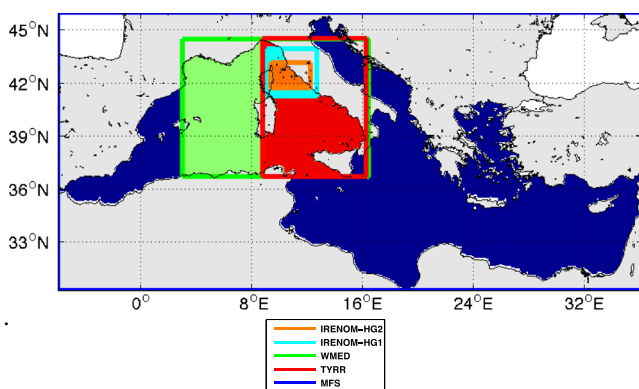 45°N
42°N
39°N
36°N
33°N
0° 8°E 16°E 24°E 32°E
.
IRENOM-HG2
IRENOM-HG1
WMED
TYRR
MFS